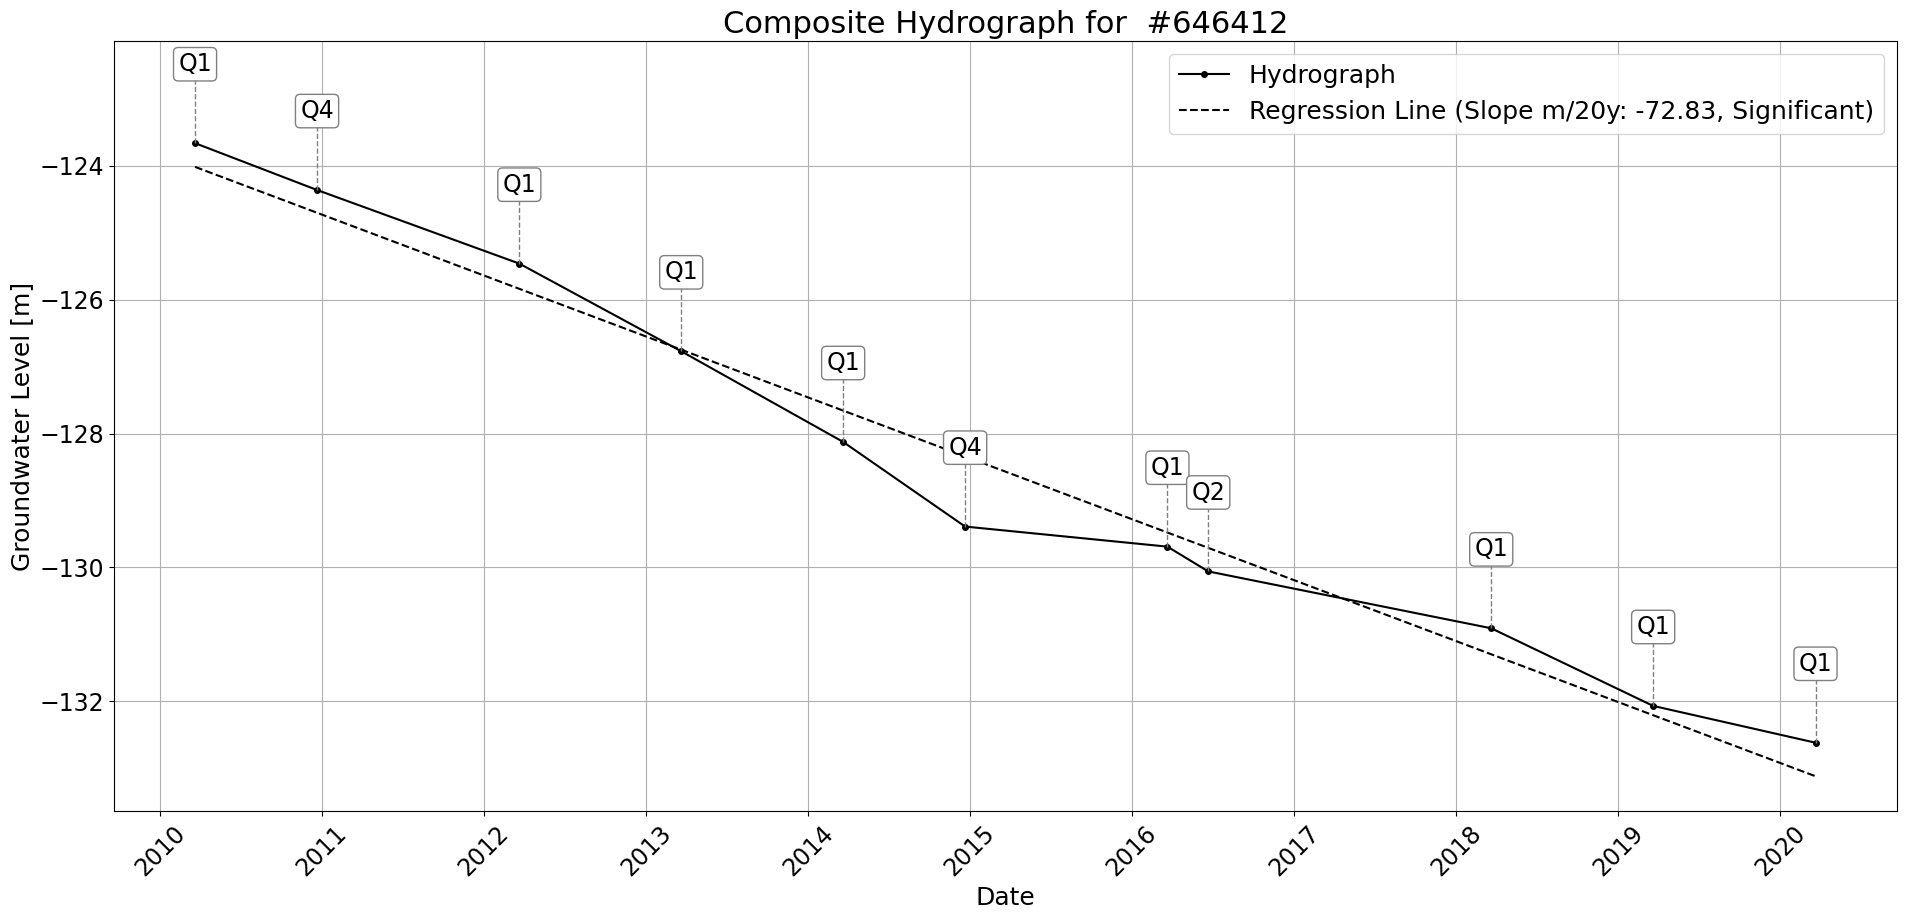 Composite Hydrograph for  #646412
Hydrograph
Regression Line (Slope m/20y: -72.83, Significant)
Groundwater Level [m]
−124
−126
−128
−130
−132
Q1
Q4
Q1
Q1
Q1
Q4
Q1
Q2
Q1
Q1
Q1
2010
2011
2012
2013
2014
2015
2016
2017
2018
2019
2020
Date